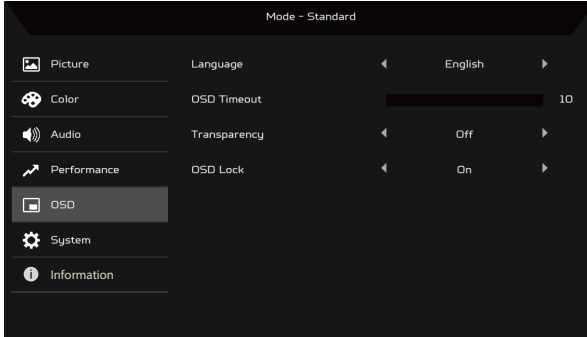 Mode - Standard
Picture
Language English
Color
OSD Timeout 10
Audio
Transparency Off
Performance
OSD Lock On
OSD
System
Information